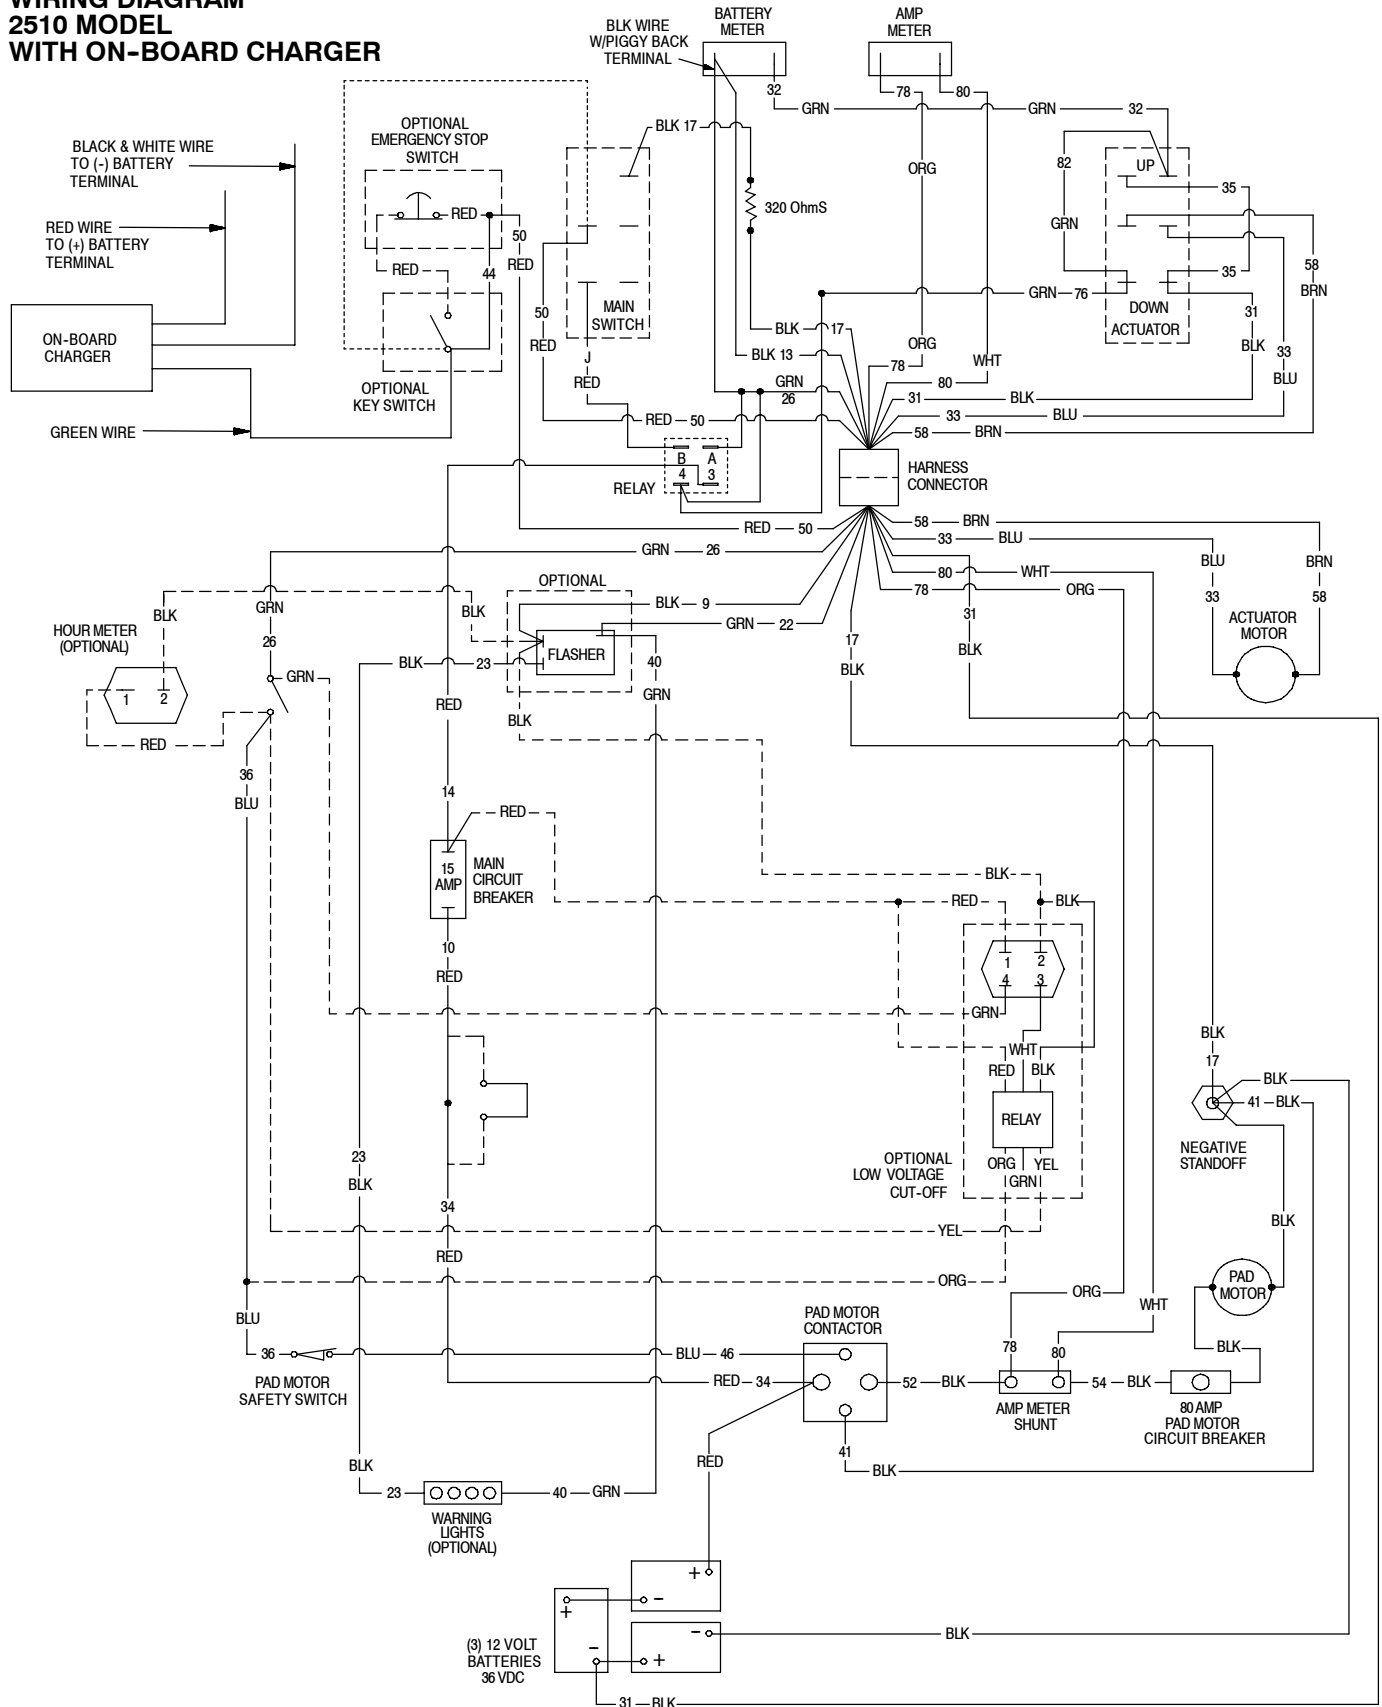 WIRING DIAGRAM
2510 MODEL
WITH ON-BOARD CHARGER
BLK WIRE
W/PIGGY BACK
TERMINAL
BATTERY
METER
AMP
METER
32
GRN
GRN
32
78
80
BLACK & WHITE WIRE
TO (-) BATTERY
TERMINAL
RED WIRE
TO (+) BATTERY
TERMINAL
ON-BOARD
CHARGER
GREEN WIRE
OPTIONAL
EMERGENCY STOP
SWITCH
RED
50
RED
RED
44
OPTIONAL
KEY SWITCH
BLK 17
320 OhmS
50
RED
MAIN
SWITCH
J
RED
ORG
ORG
78
WHT
80
82
GRN
UP
35
35
58
BRN
GRN
76
DOWN
ACTUATOR
31
BLK
33
BLU
BLK
17
BLK 13
GRN
26
31
BLK
33
BLU
58
BRN
RED
50
B
A
4
3
RELAY
HARNESS
CONNECTOR
RED
50
GRN
26
58
BRN
33
BLU
80
WHT
78
ORG
31
BLK
17
BLK
BLU
33
BRN
58
ACTUATOR
MOTOR
OPTIONAL
BLK
9
GRN
22
FLASHER
BLK
BLK
23
40
GRN
BLK
BLK
GRN
26
GRN
HOUR METER
(OPTIONAL)
1
2
RED
36
BLU
RED
14
RED
15
AMP
MAIN
CIRCUIT
BREAKER
10
RED
BLK
RED
BLK
1
2
4
3
GRN
WHT
RED
BLK
RELAY
ORG
YEL
GRN
OPTIONAL
LOW VOLTAGE
CUT-OFF
BLK
17
BLK
41
BLK
NEGATIVE
STANDOFF
BLK
23
BLK
34
RED
YEL
ORG
ORG
WHT
PAD
MOTOR
BLU
36
PAD MOTOR
SAFETY SWITCH
BLU
46
RED
34
PAD MOTOR
CONTACTOR
52
BLK
78
80
AMP METER
SHUNT
54
BLK
BLK
80 AMP
PAD MOTOR
CIRCUIT BREAKER
41
BLK
RED
BLK
23
40
GRN
WARNING
LIGHTS
(OPTIONAL)
+
-
+
-
-
+
BLK
(3) 12 VOLT
BATTERIES
36 VDC
31
BLK